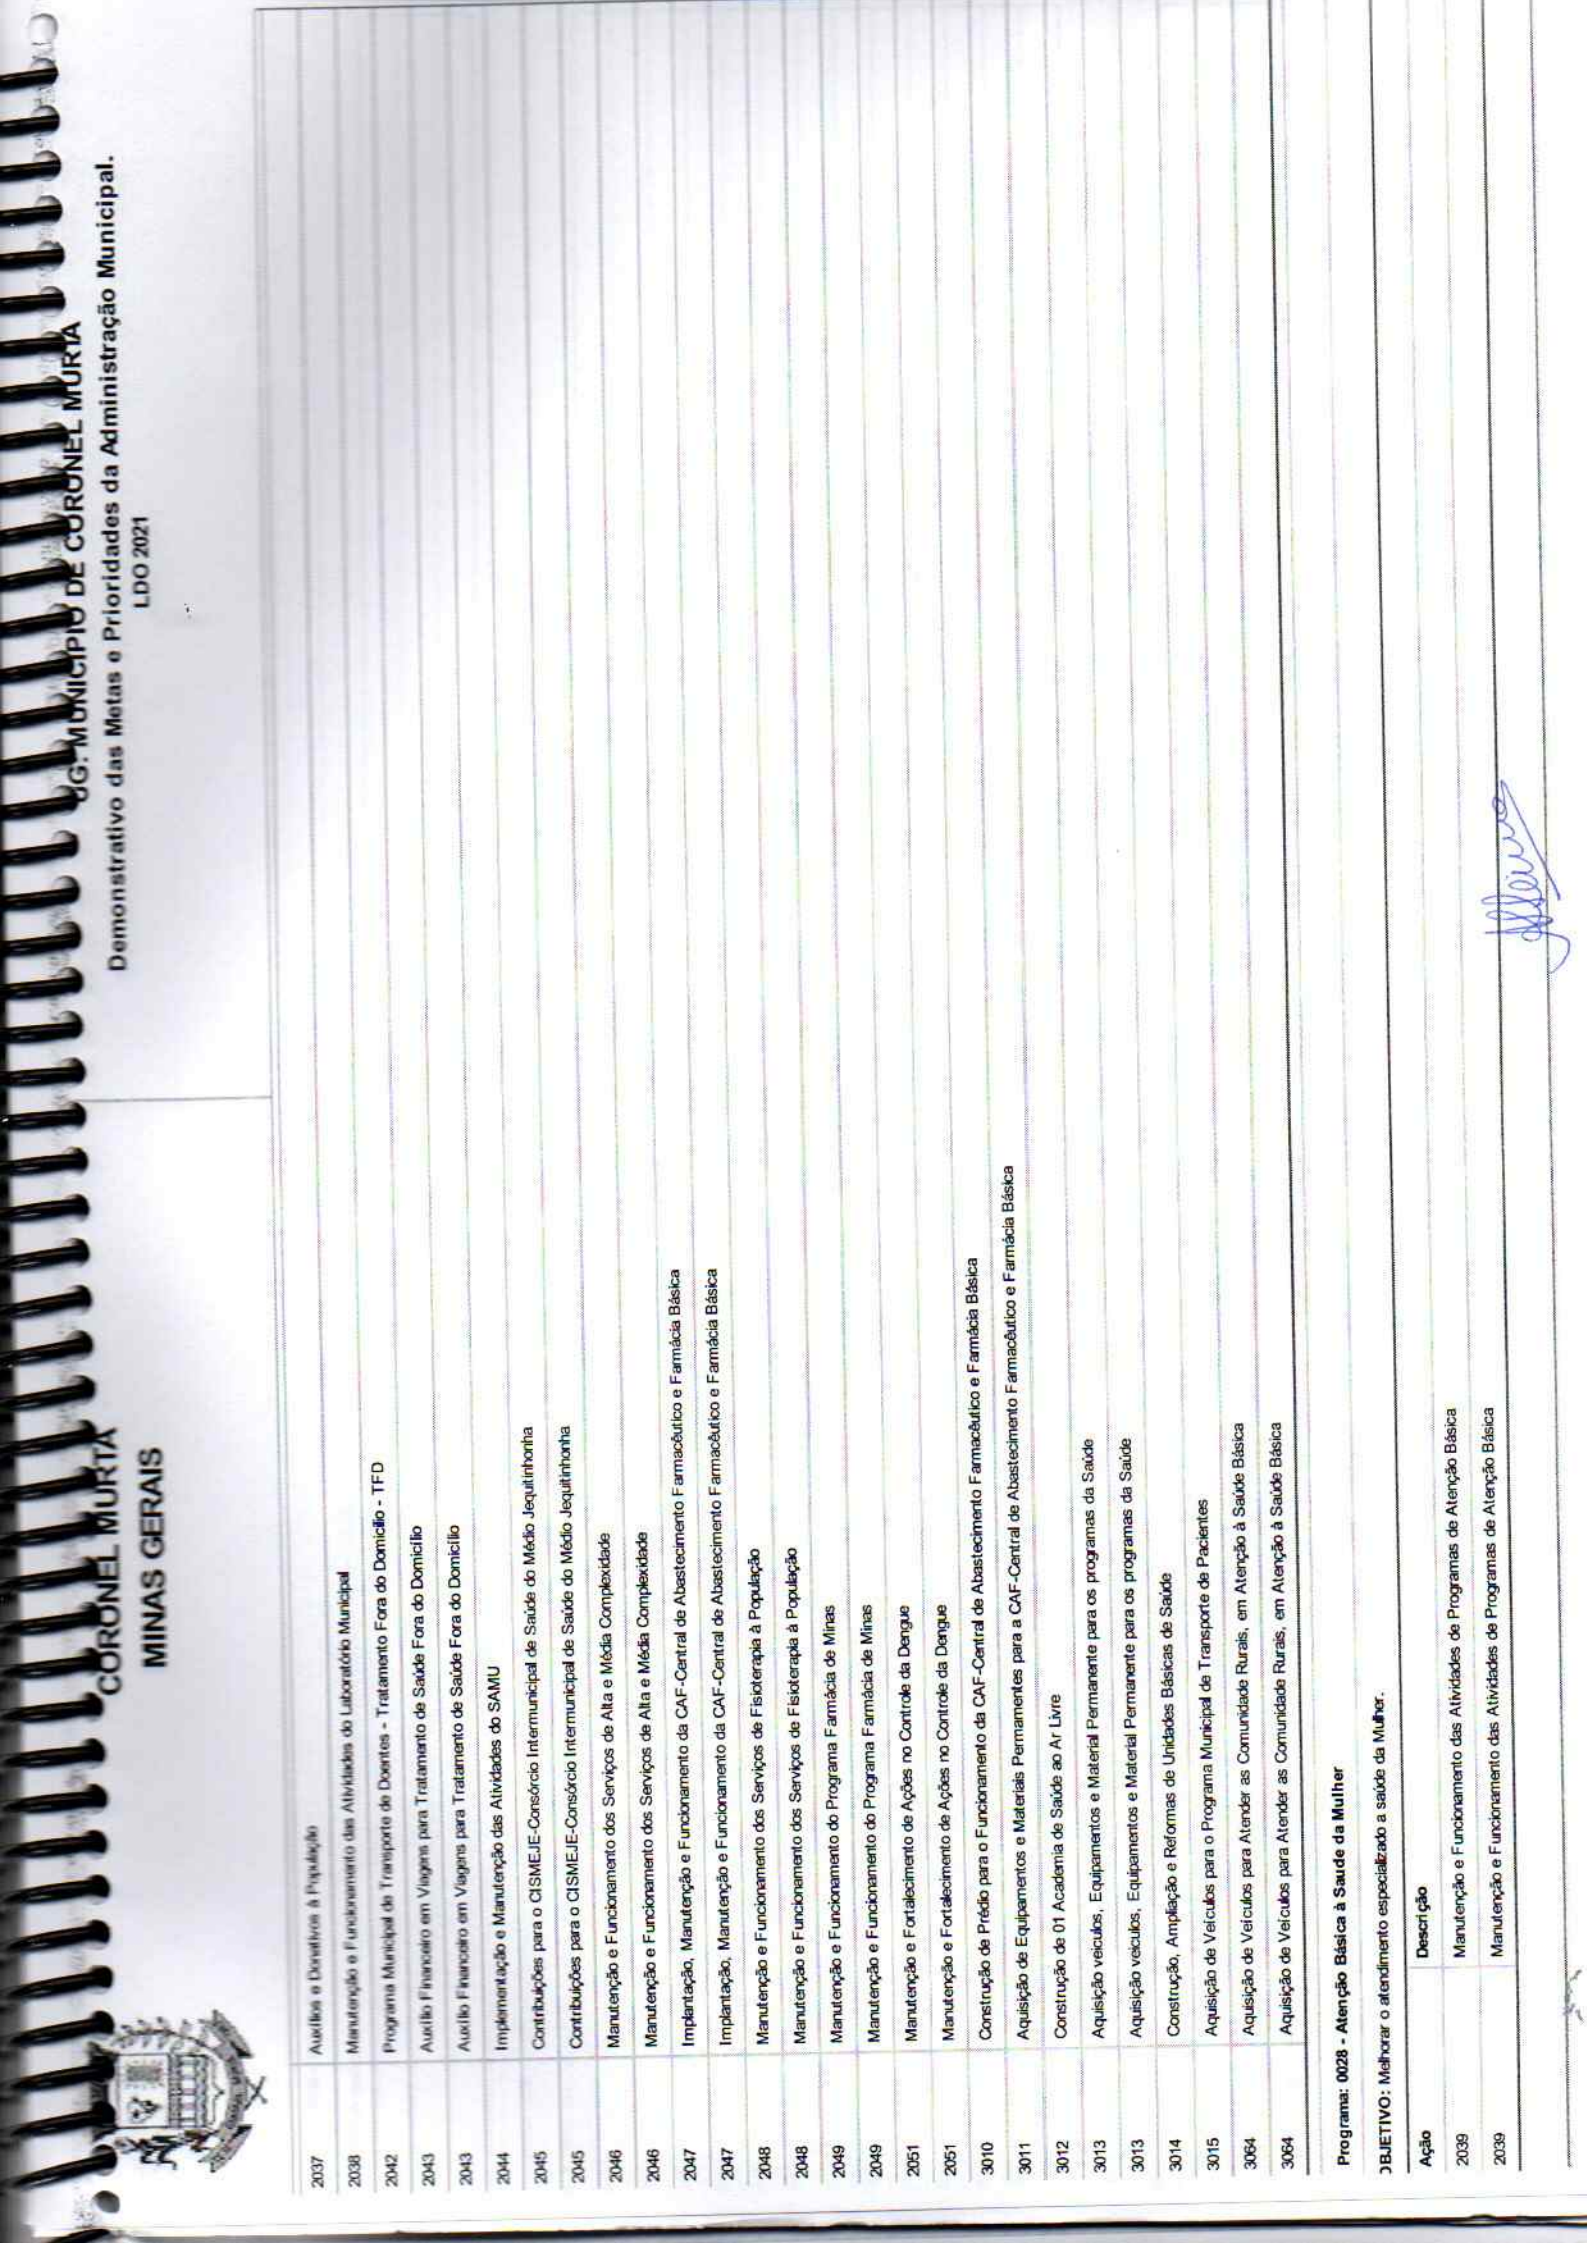 CORONEL MURTA
MINAS GERAIS
UG: MUNICÍPIO DE CORONEL MURTA
Demonstrativo das Metas e Prioridades da Administração Municipal.
LDO 2021
2037 Auxílios e Donativos à População
2038 Manutenção e Funcionamento das Atividades do Laboratório Municipal
2042 Programa Municipal de Transporte de Doentes - Tratamento Fora do Domicílio - TFD
2043 Auxílio Financeiro em Viagens para Tratamento de Saúde Fora do Domicílio
2043 Auxílio Financeiro em Viagens para Tratamento de Saúde Fora do Domicílio
2044 Implementação e Manutenção das Atividades do SAMU
2045 Contribuições para o CISMEJE-Consórcio Intermunicipal de Saúde do Médio Jequitinhonha
2045 Contribuições para o CISMEJE-Consórcio Intermunicipal de Saúde do Médio Jequitinhonha
2046 Manutenção e Funcionamento dos Serviços de Alta e Média Complexidade
2046 Manutenção e Funcionamento dos Serviços de Alta e Média Complexidade
2047 Implantação, Manutenção e Funcionamento da CAF-Central de Abastecimento Farmacêutico e Farmácia Básica
2047 Implantação, Manutenção e Funcionamento da CAF-Central de Abastecimento Farmacêutico e Farmácia Básica
2048 Manutenção e Funcionamento dos Serviços de Fisioterapia à População
2048 Manutenção e Funcionamento dos Serviços de Fisioterapia à População
2049 Manutenção e Funcionamento do Programa Farmácia de Minas
2049 Manutenção e Funcionamento do Programa Farmácia de Minas
2051 Manutenção e Fortalecimento de Ações no Controle da Dengue
2051 Manutenção e Fortalecimento de Ações no Controle da Dengue
3010 Construção de Prédio para o Funcionamento da CAF-Central de Abastecimento Farmacêutico e Farmácia Básica
3011 Aquisição de Equipamentos e Materiais Permamentes para a CAF-Central de Abastecimento Farmacêutico e Farmácia Básica
3012 Construção de 01 Academia de Saúde ao Ar Livre
3013 Aquisição veiculos, Equipamentos e Material Permanente para os programas da Saúde
3013 Aquisição veiculos, Equipamentos e Material Permanente para os programas da Saúde
3014 Construção, Ampliação e Reformas de Unidades Básicas de Saúde
3015 Aquisição de Veículos para o Programa Municipal de Transporte de Pacientes
3064 Aquisição de Veículos para Atender as Comunidade Rurais, em Atenção à Saúde Básica
3064 Aquisição de Veículos para Atender as Comunidade Rurais, em Atenção à Saúde Básica
Programa: 0028 - Atenção Básica à Saude da Mulher
OBJETIVO: Melhorar o atendimento especializado a saúde da Mulher.
Ação Descrição
2039 Manutenção e Funcionamento das Atividades de Programas de Atenção Básica
2039 Manutenção e Funcionamento das Atividades de Programas de Atenção Básica